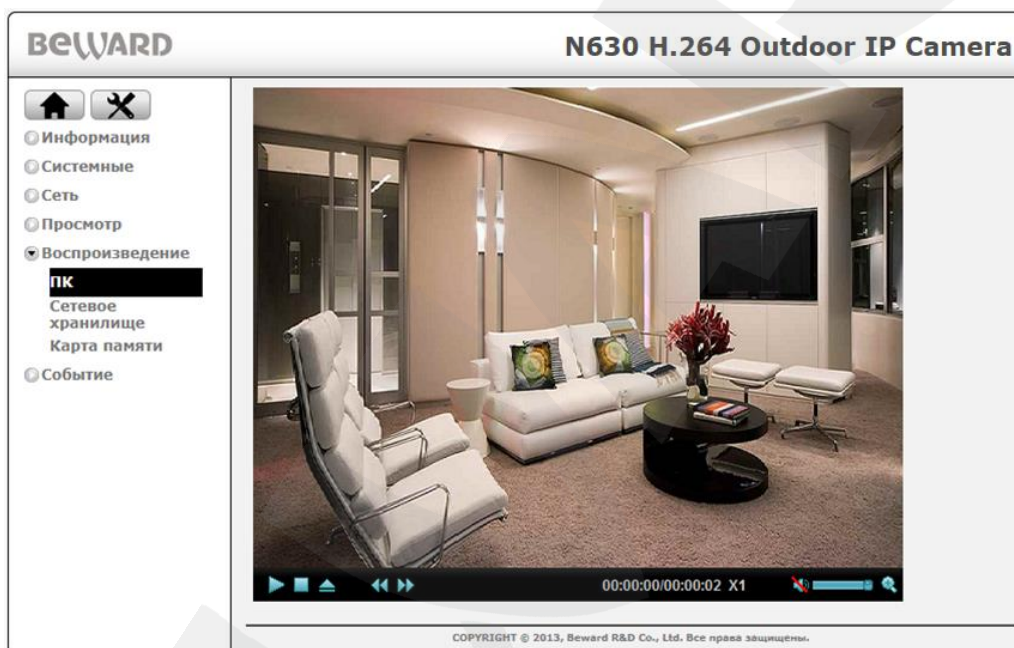 BEWARD
N630 H.264 Outdoor IP Camera
Информация
Системные
Сеть
Просмотр
Воспроизведение
ПК
Сетевое
хранилище
Карта памяти
Событие
00:00:00/00:00:02 X1
COPYRIGHT © 2013, Beward R&D Co., Ltd. Все права защищены.